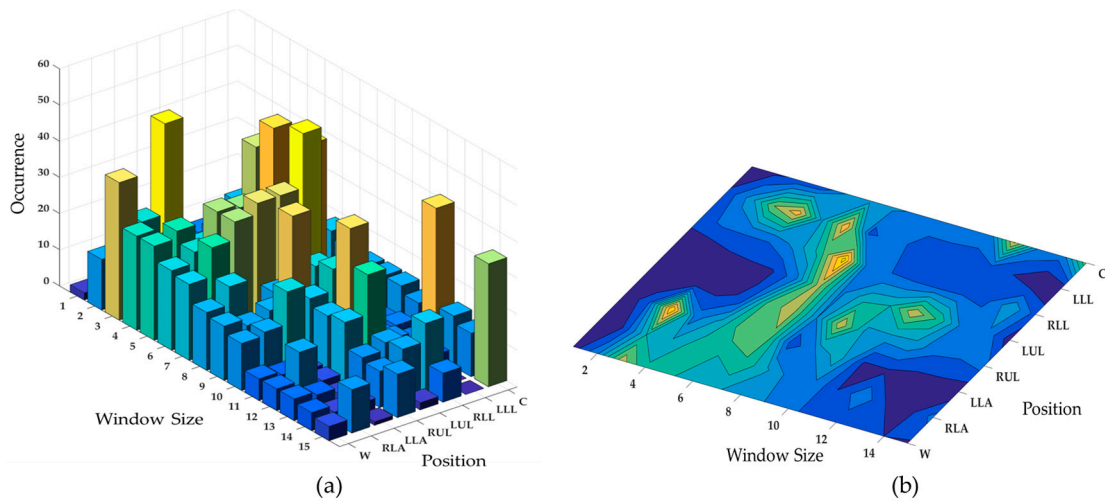 60
50
40
30
20
10
0
Occurrence
1
2
3
4
5
6
7
8
9
10
11
12
13
14
15
Window Size
W
RLA
LLA
RUL
LUL
RLL
LLL
C
Position
(a)
2
4
6
8
10
12
14
Window Size
W
RLA
LLA
RUL
LUL
RLL
LLL
C
Position
(b)